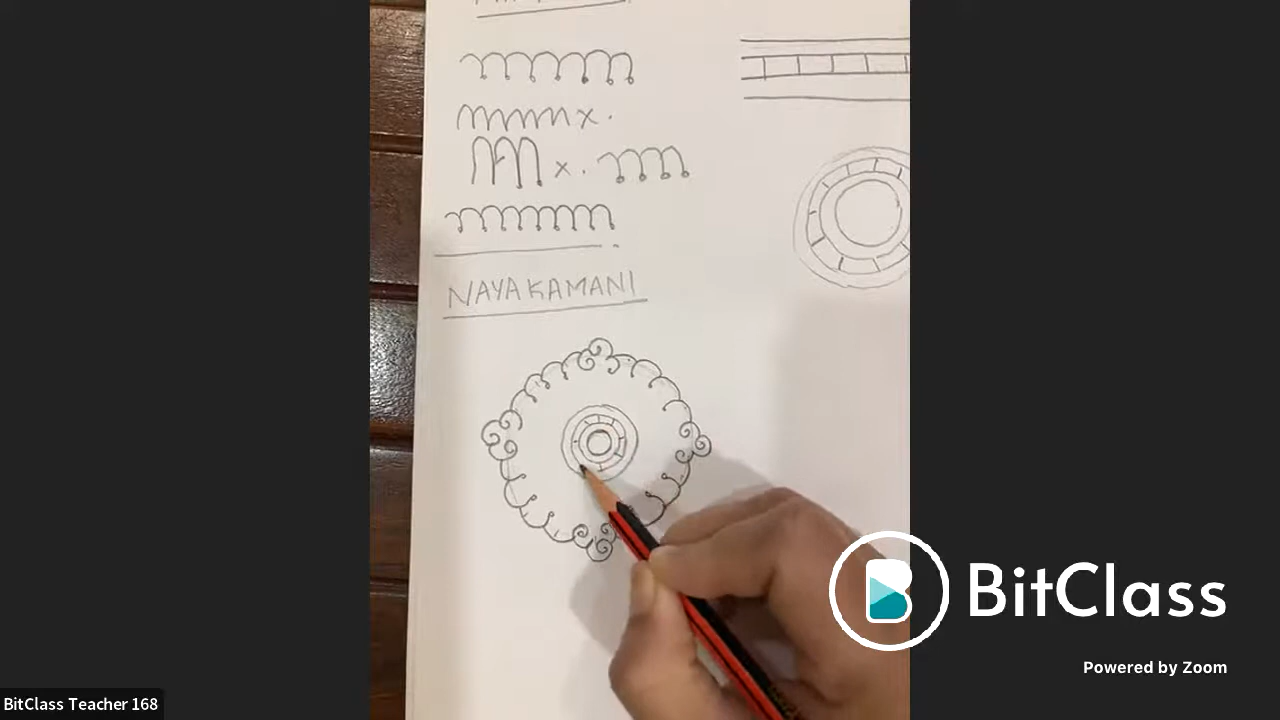 x.
x.
NAYAKAMANI
BitClass
Powered by Zoom
BitClass Teacher 168